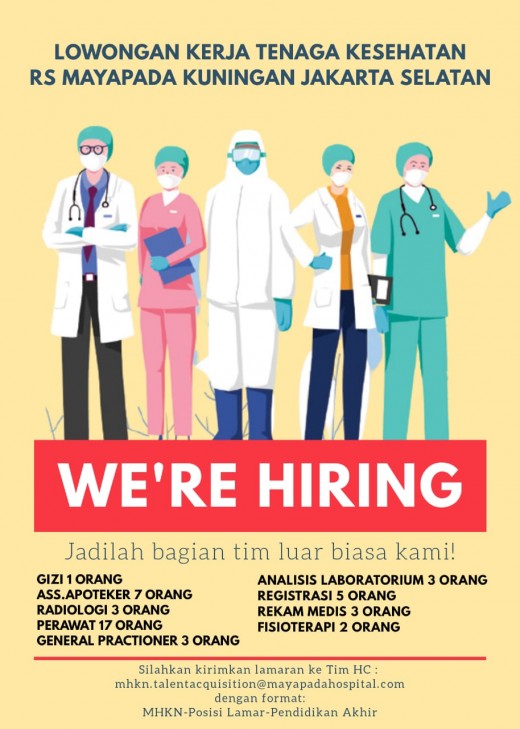 LOWONGAN KERJA TENAGA KESEHATAN
RS MAYAPADA KUNINGAN JAKARTA SELATAN
WE'RE HIRING
Jadilah bagian tim luar biasa kami!
GIZI 1 ORANG
ASS.APOTEKER 7 ORANG
RADIOLOGI 3 ORANG
PERAWAT 17 ORANG
GENERAL PRACTIONER 3 ORANG
ANALISIS LABORATORIUM 3 ORANG
REGISTRASI 5 ORANG
REKAM MEDIS 3 ORANG
FISIOTERAPI 2 ORANG
Silahkan kirimkan lamaran ke Tim HC :
mhkn.talentacquisition@mayapadahospital.com
dengan format:
MHKN-Posisi Lamar-Pendidikan Akhir